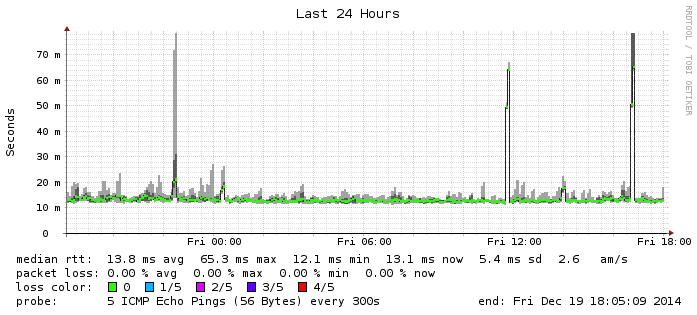 Last 24 Hours
RRDTOOL / TOBI OETIKER
Seconds
70 m
60 m
50 m
40 m
30 m
20 m
10 m
0
Fri 00:00 Fri 06:00 Fri 12:00 Fri 18:00
median rtt: 13.8 ms avg 65.3 ms max 12.1 ms min 13.1 ms now 5.4 ms sd 2.6 am/s
packet loss: 0.00 % avg 0.00 % max 0.00 % min 0.00 % now
loss color: 0 1/5 2/5 3/5 4/5
probe: 5 ICMP Echo Pings (56 Bytes) every 300s end: Fri Dec 19 18:05:09 2014